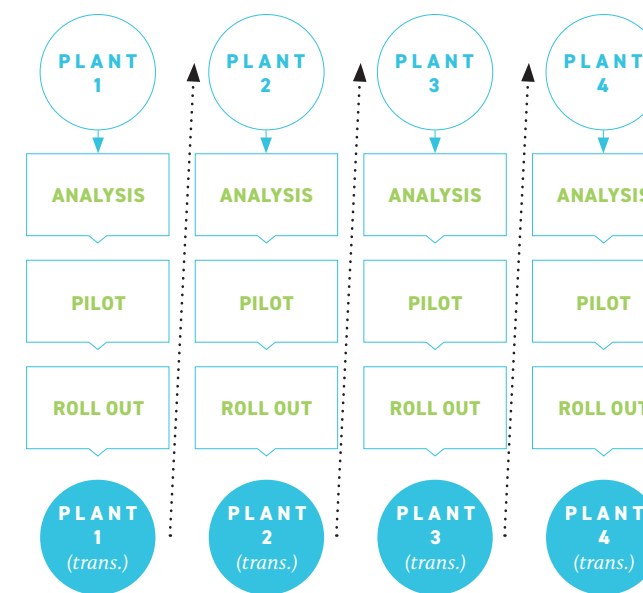 PLANT
1
ANALYSIS
PILOT
ROLL OUT
PLANT
1
(trans.)
PLANT
2
ANALYSIS
PILOT
ROLL OUT
PLANT
2
(trans.)
PLANT
3
ANALYSIS
PILOT
ROLL OUT
PLANT
3
(trans.)
PLANT
4
ANALYSIS
PILOT
ROLL OUT
PLANT
4
(trans.)